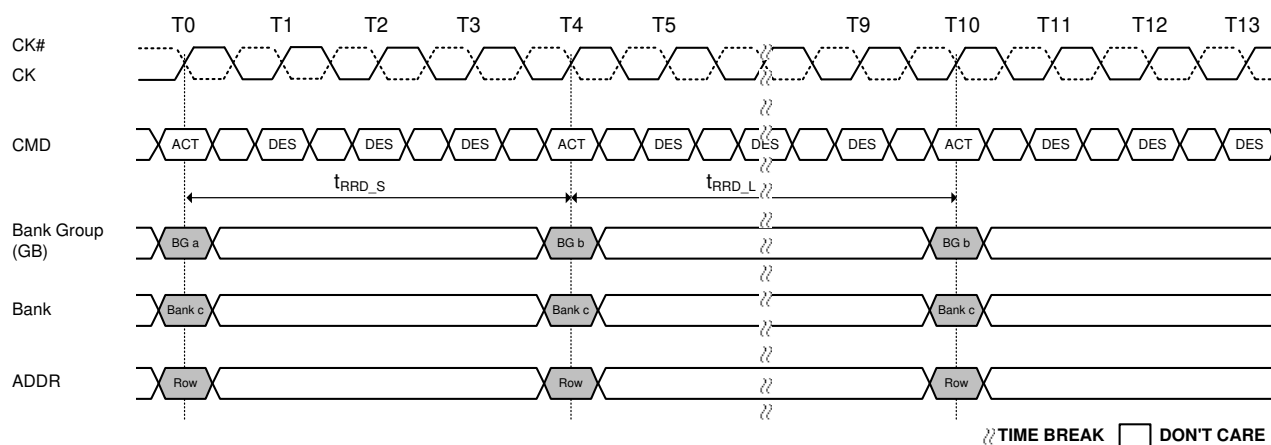 T0 T1 T2 T3 T4 T5 T9 T10 T11 T12 T13
CK#
CK
CMD ACT DES DES DES ACT DES DES DES ACT DES DES DES
tRRD_S tRRD_L
Bank Group
(GB)
BG a BG b BG b
Bank Bank c Bank c Bank c
ADDR Row Row Row
TIME BREAK DON'T CARE